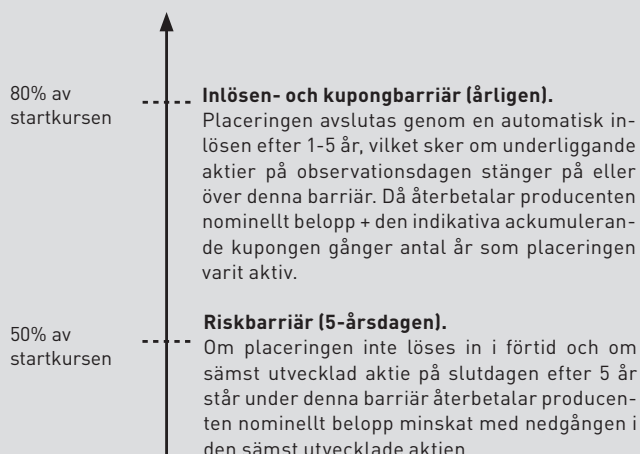 80% av
startkursen
Inlösen- och kupongbarriär (årligen).
Placeringen avslutas genom en automatisk in-
lösen efter 1-5 år, vilket sker om underliggande
aktier på observationsdagen stänger på eller
över denna barriär. Då återbetalar producenten
nominellt belopp + den indikativa ackumuleran-
de kupongen gånger antal år som placeringen
varit aktiv.
50% av
startkursen
Riskbarriär (5-årsdagen).
Om placeringen inte löses in i förtid och om
sämst utvecklad aktie på slutdagen efter 5 år
står under denna barriär återbetalar producen-
ten nominellt belopp minskat med nedgången i
den sämst utvecklade aktien